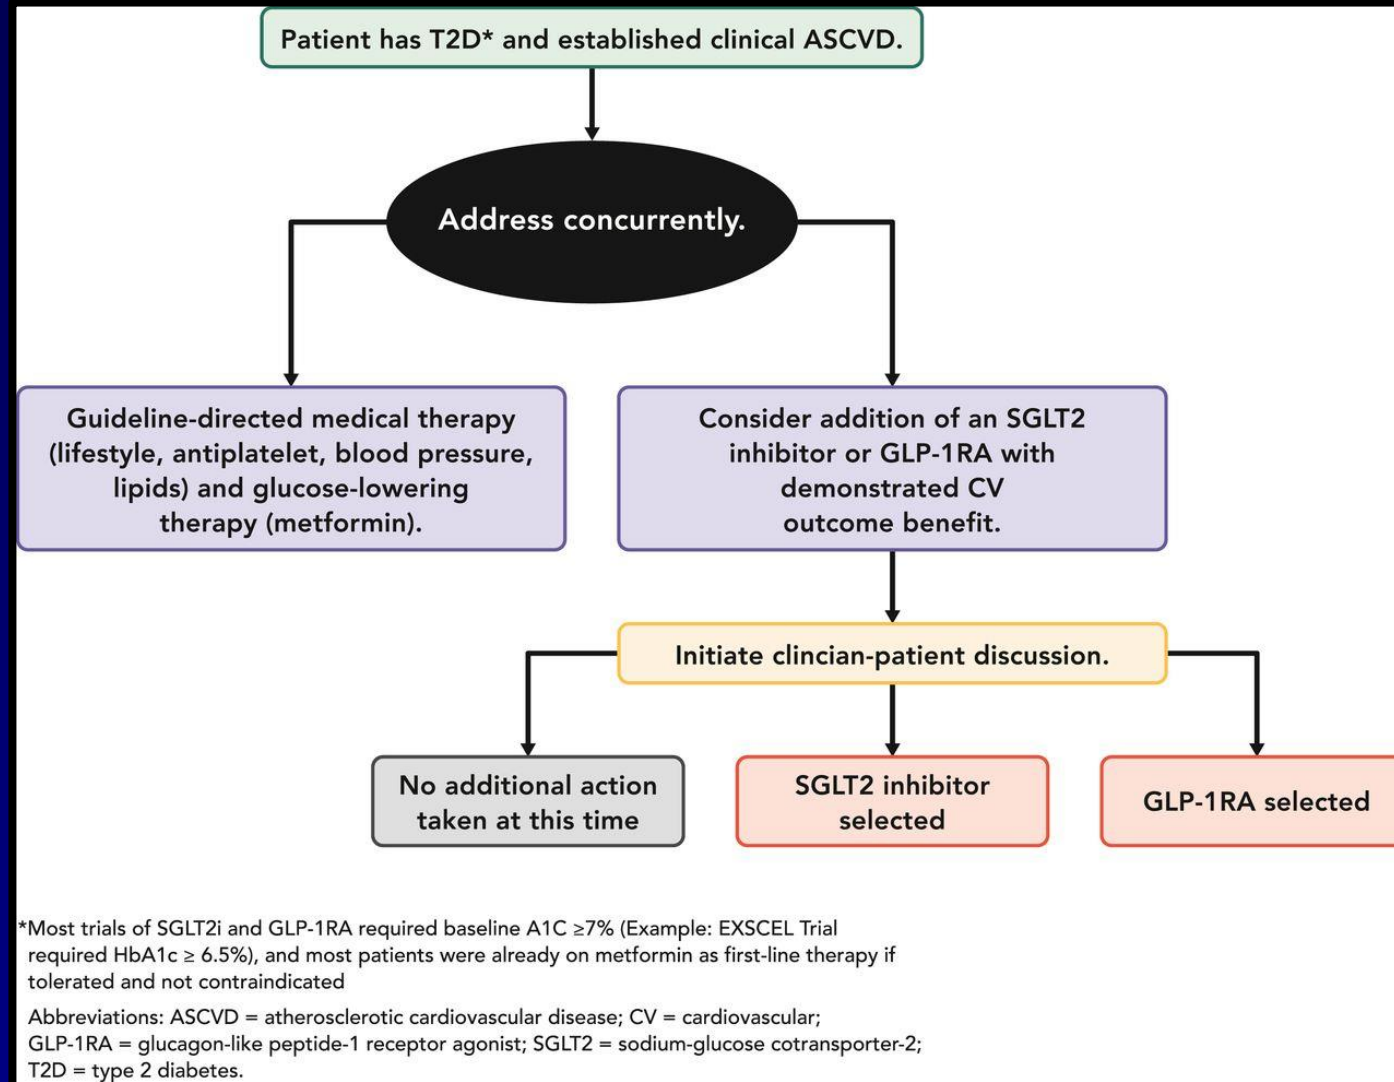 Patient has T2D* and established clinical ASCVD.
Address concurrently.
Guideline-directed medical therapy
(lifestyle, antiplatelet, blood pressure,
lipids) and glucose-lowering
therapy (metformin).
Consider addition of an SGLT2
inhibitor or GLP-1RA with
demonstrated CV
outcome benefit.
Initiate clincian-patient discussion.
No additional action
taken at this time
SGLT2 inhibitor
selected
GLP-1RA selected
*Most trials of SGLT2i and GLP-1RA required baseline A1C ≥7% (Example: EXSCEL Trial
required HbA1c ≥ 6.5%), and most patients were already on metformin as first-line therapy if
tolerated and not contraindicated
Abbreviations: ASCVD = atherosclerotic cardiovascular disease; CV = cardiovascular;
GLP-1RA = glucagon-like peptide-1 receptor agonist; SGLT2 = sodium-glucose cotransporter-2;
T2D = type 2 diabetes.